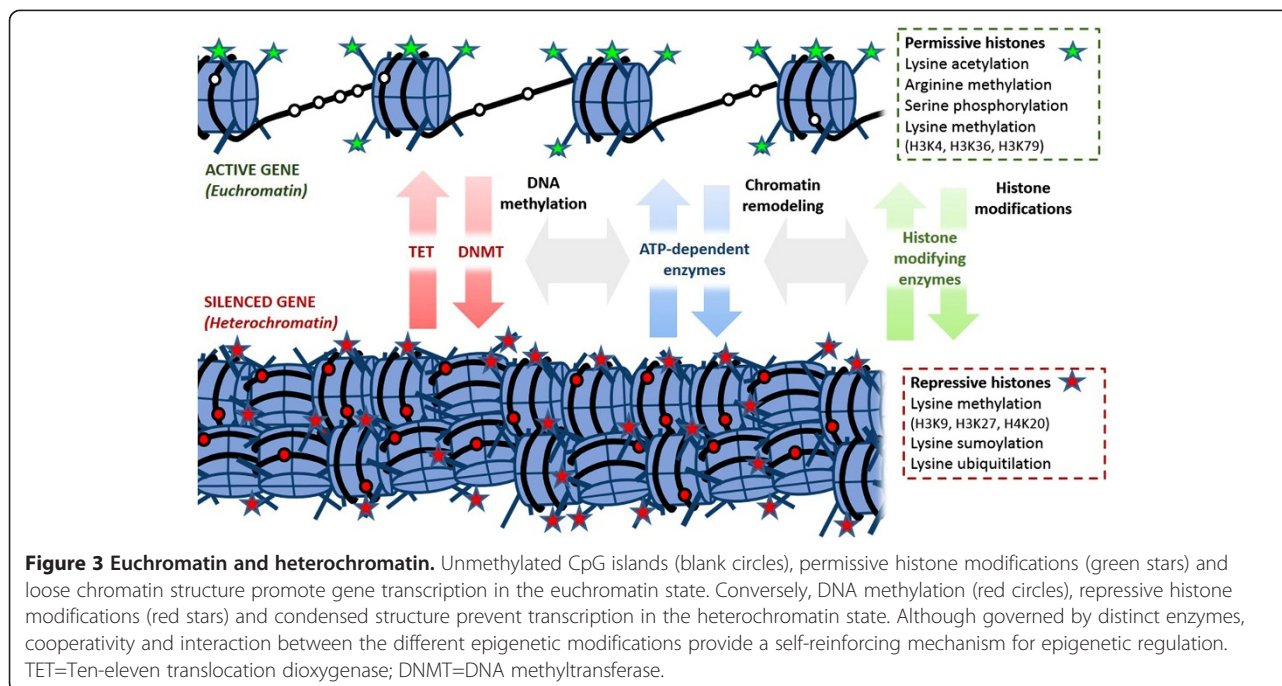 Permissive histones
Lysine acetylation
Arginine methylation
Serine phosphorylation
Lysine methylation
(H3K4, H3K36, H3K79)
ACTIVE GENE
(Euchromatin)
DNA
methylation
Chromatin
remodeling
Histone
modifications
TET
DNMT
ATP-dependent
enzymes
Histone
modifying
enzymes
SILENCED GENE
(Heterochromatin)
Repressive histones
Lysine methylation
(H3K9, H3K27, H4K20)
Lysine sumoylation
Lysine ubiquitilation
Figure 3 Euchromatin and heterochromatin. Unmethylated CpG islands (blank circles), permissive histone modifications (green stars) and
loose chromatin structure promote gene transcription in the euchromatin state. Conversely, DNA methylation (red circles), repressive histone
modifications (red stars) and condensed structure prevent transcription in the heterochromatin state. Although governed by distinct enzymes,
cooperativity and interaction between the different epigenetic modifications provide a self-reinforcing mechanism for epigenetic regulation.
TET=Ten-eleven translocation dioxygenase; DNMT=DNA methyltransferase.